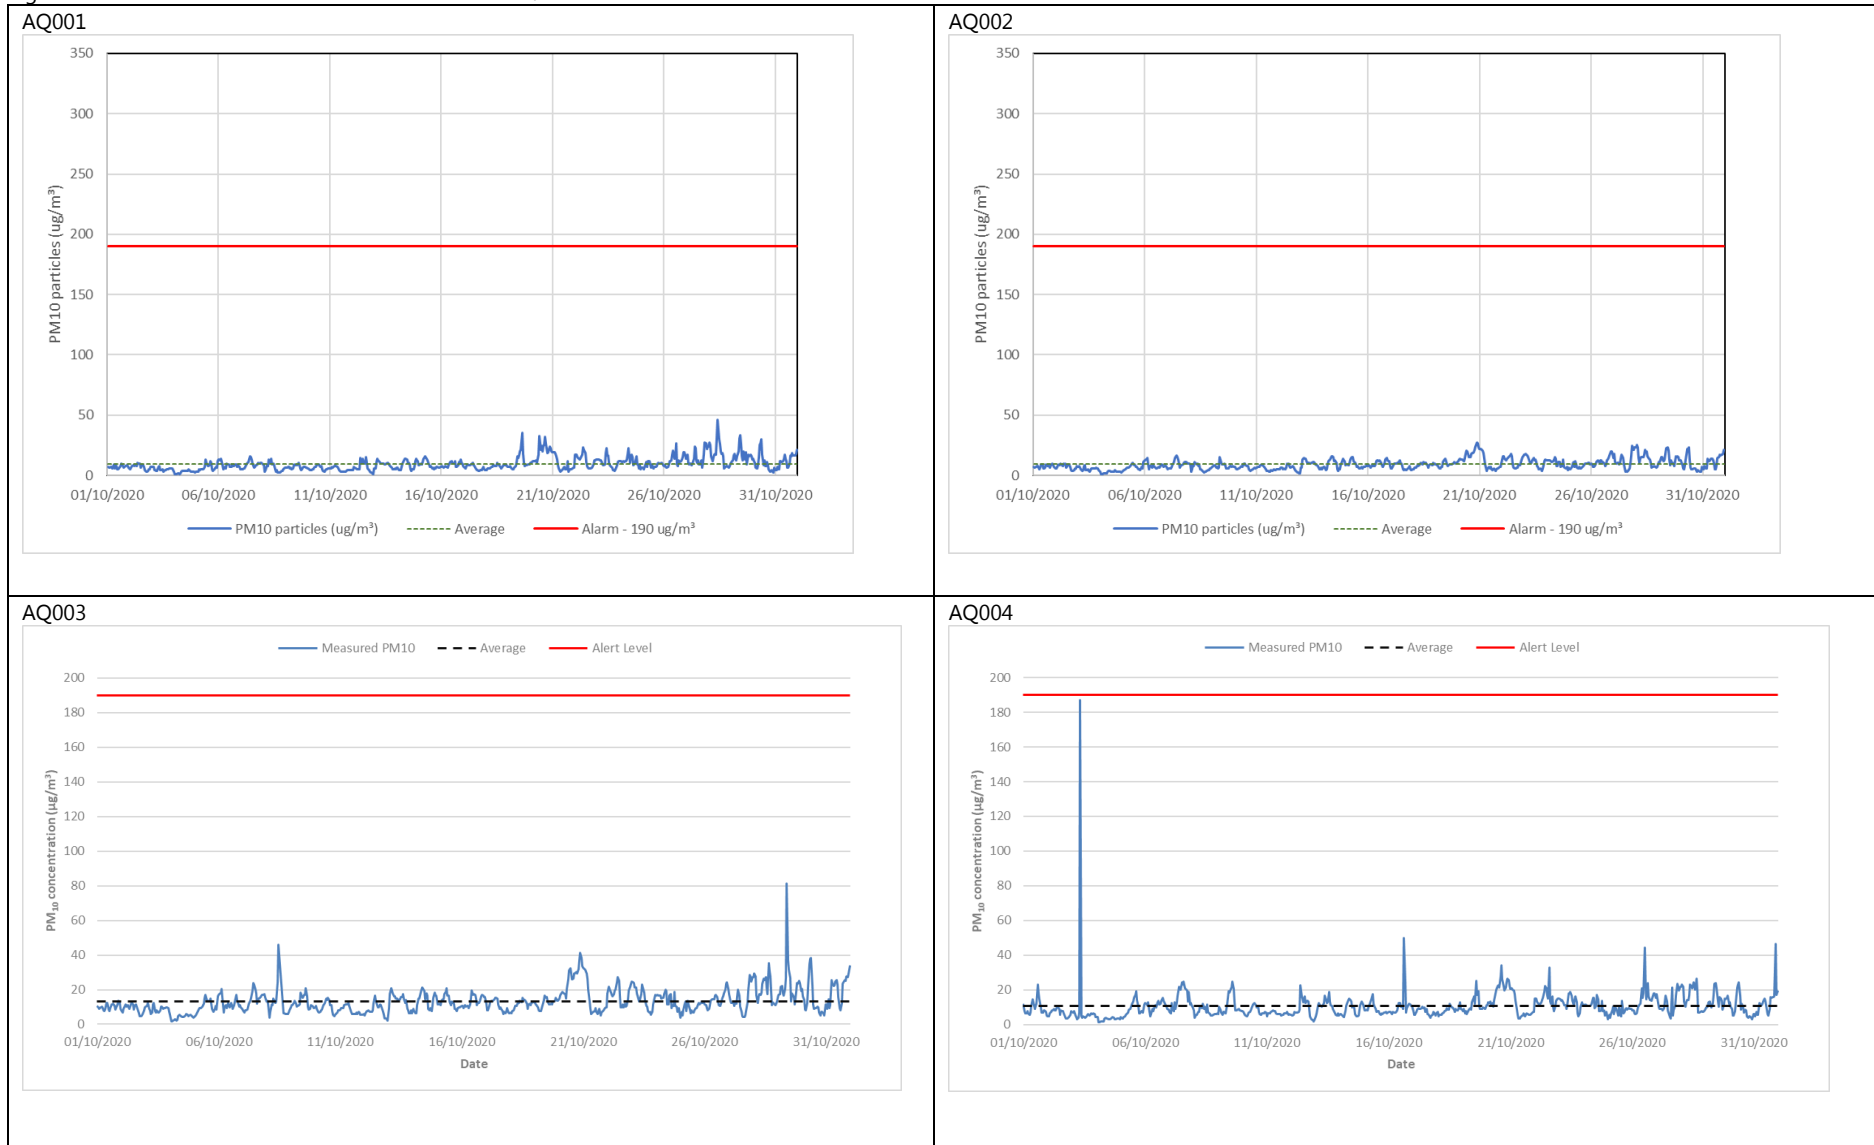 AQ001
350
300
250
200
150
100
50
0
PM10 particles (ug/m³)
01/10/2020 06/10/2020 11/10/2020 16/10/2020 21/10/2020 26/10/2020 31/10/2020
PM10 particles (ug/m³) Average Alarm - 190 ug/m³
AQ002
350
300
250
200
150
100
50
0
PM10 particles (ug/m³)
01/10/2020 06/10/2020 11/10/2020 16/10/2020 21/10/2020 26/10/2020 31/10/2020
PM10 particles (ug/m³) Average Alarm - 190 ug/m³
AQ003
Measured PM10 Average Alert Level
200
180
160
140
120
100
80
60
40
20
0
PM₁₀ concentration (µg/m³)
01/10/2020 06/10/2020 11/10/2020 16/10/2020 21/10/2020 26/10/2020 31/10/2020
Date
AQ004
Measured PM10 Average Alert Level
200
180
160
140
120
100
80
60
40
20
0
PM₁₀ concentration (µg/m³)
01/10/2020 06/10/2020 11/10/2020 16/10/2020 21/10/2020 26/10/2020 31/10/2020
Date